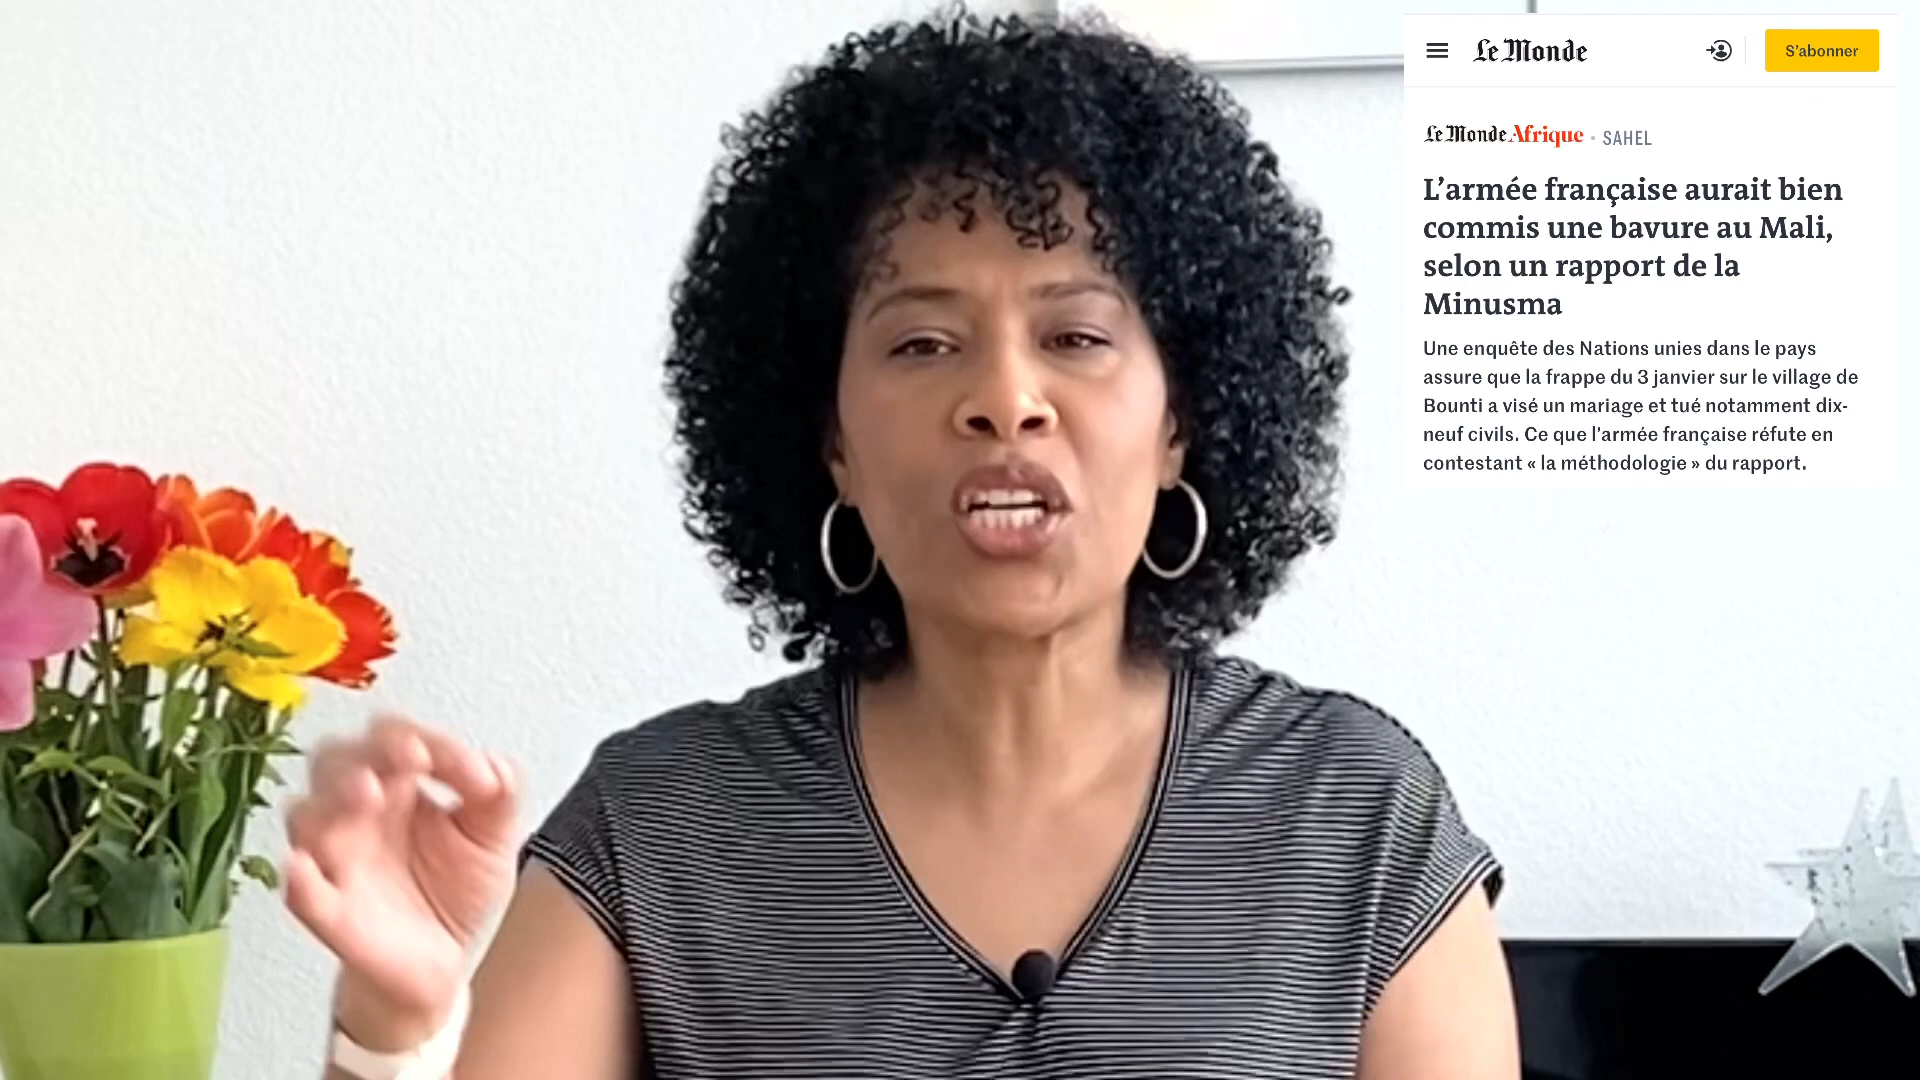 Le Monde
S'abonner
Le Monde Afrique • SAHEL
L'armée française aurait bien
commis une bavure au Mali,
selon un rapport de la
Minusma
Une enquête des Nations unies dans le pays
assure que la frappe du 3 janvier sur le village de
Bounti a visé un mariage et tué notamment dix-
neuf civils. Ce que l'armée française réfute en
contestant « la méthodologie » du rapport.